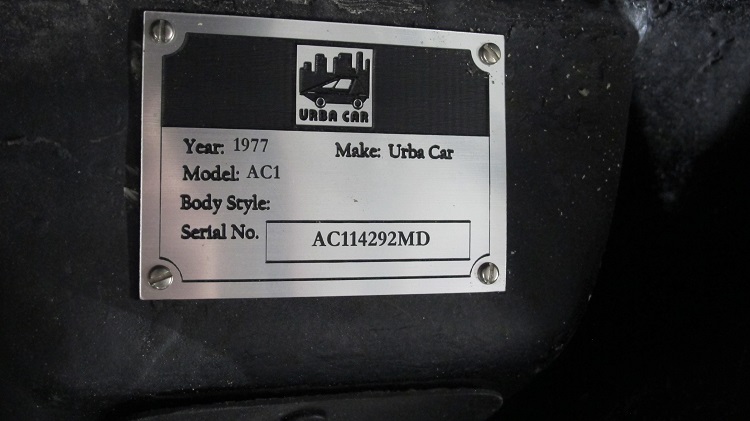 URBA CAR
Year: 1977 Make: Urba Car
Model: AC1
Body Style:
Serial No. AC114292MD